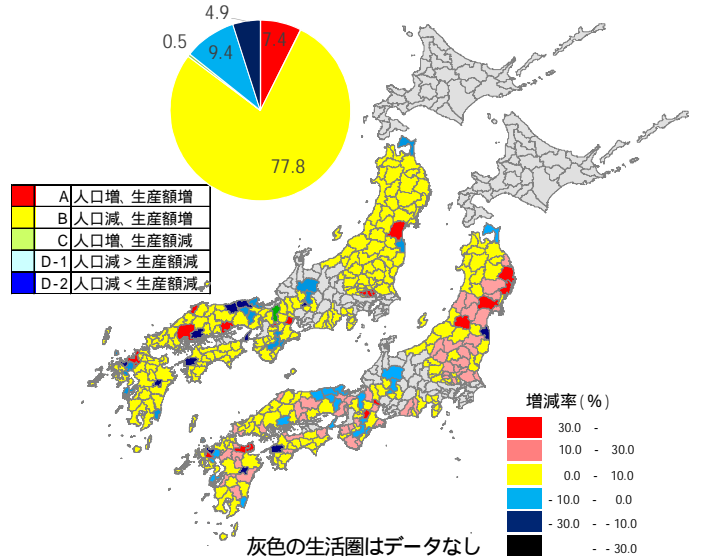 4.9
7.4
0.5
9.4
77.8
A 人口増、生産額増
B 人口減、生産額増
C 人口増、生産額減
D-1 人口減>生産額減
D-2 人口減<生産額減
増減率(%)
30.0 -
10.0 - 30.0
0.0 - 10.0
-10.0 - 0.0
-30.0 - -10.0
- -30.0
灰色の生活圏はデータなし